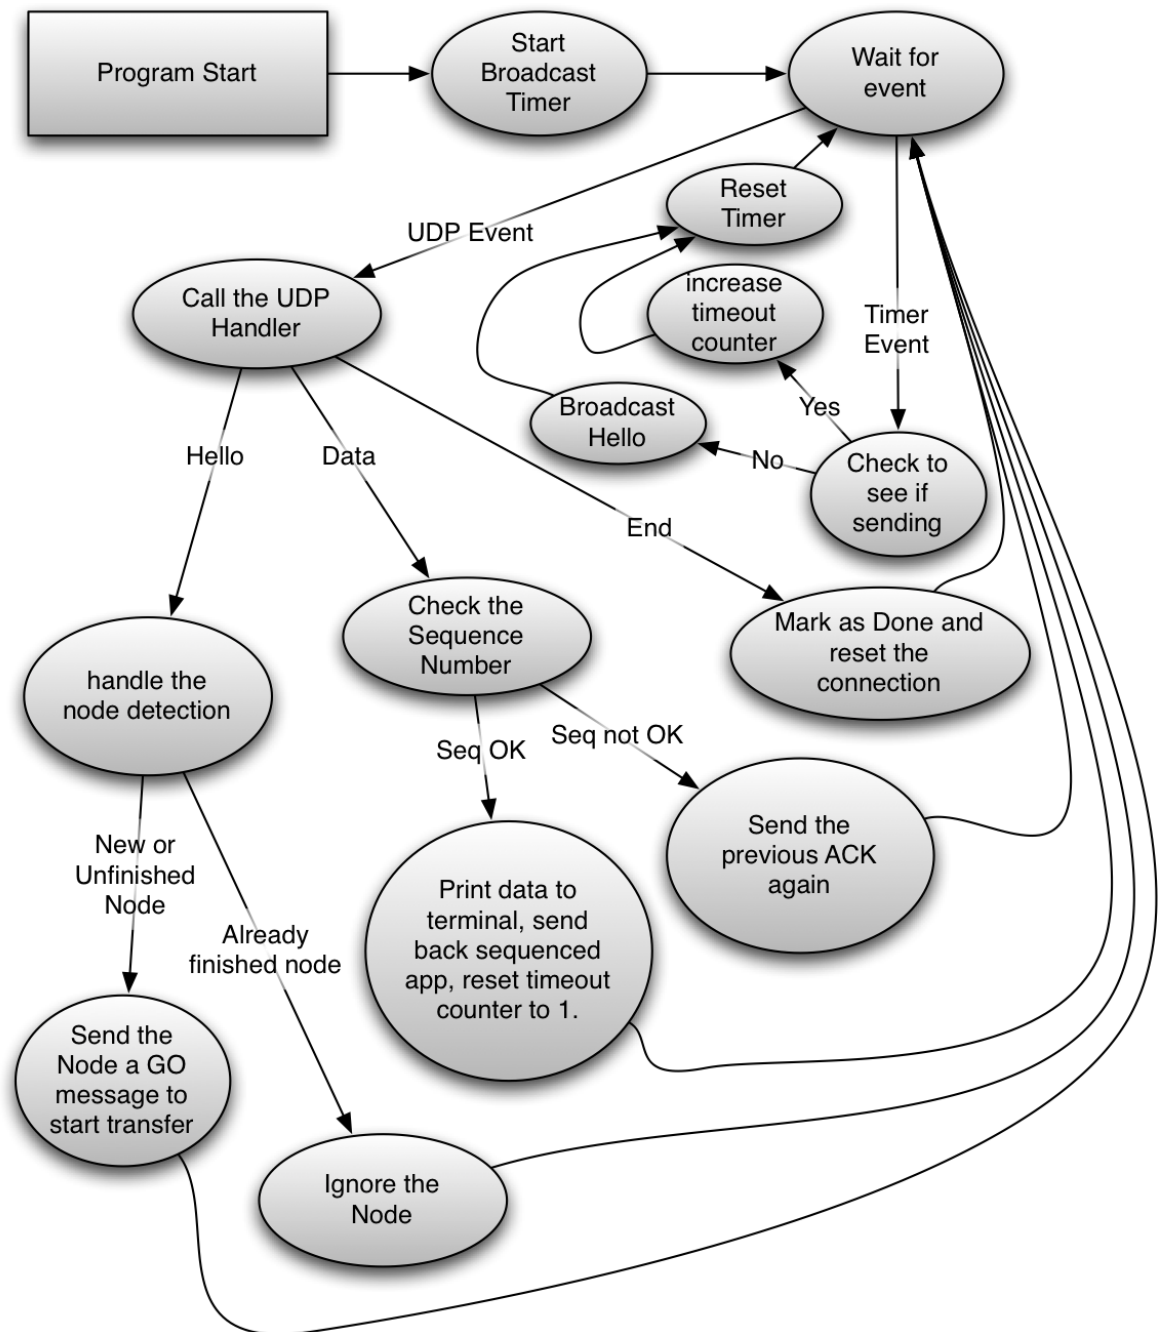 Program Start
Start
Broadcast
Timer
Wait for
event
Reset
Timer
UDP Event
Call the UDP
Handler
increase
timeout
counter
Timer
Event
Yes
Broadcast
Hello
No
Check to
see if
sending
Hello
Data
End
Check the
Sequence
Number
Mark as Done and
reset the
connection
handle the
node detection
Seq OK
Seq not OK
New or
Unfinished
Node
Already
finished node
Send the
previous ACK
again
Print data to
terminal, send
back sequenced
app, reset timeout
counter to 1.
Send the
Node a GO
message to
start transfer
Ignore the
Node